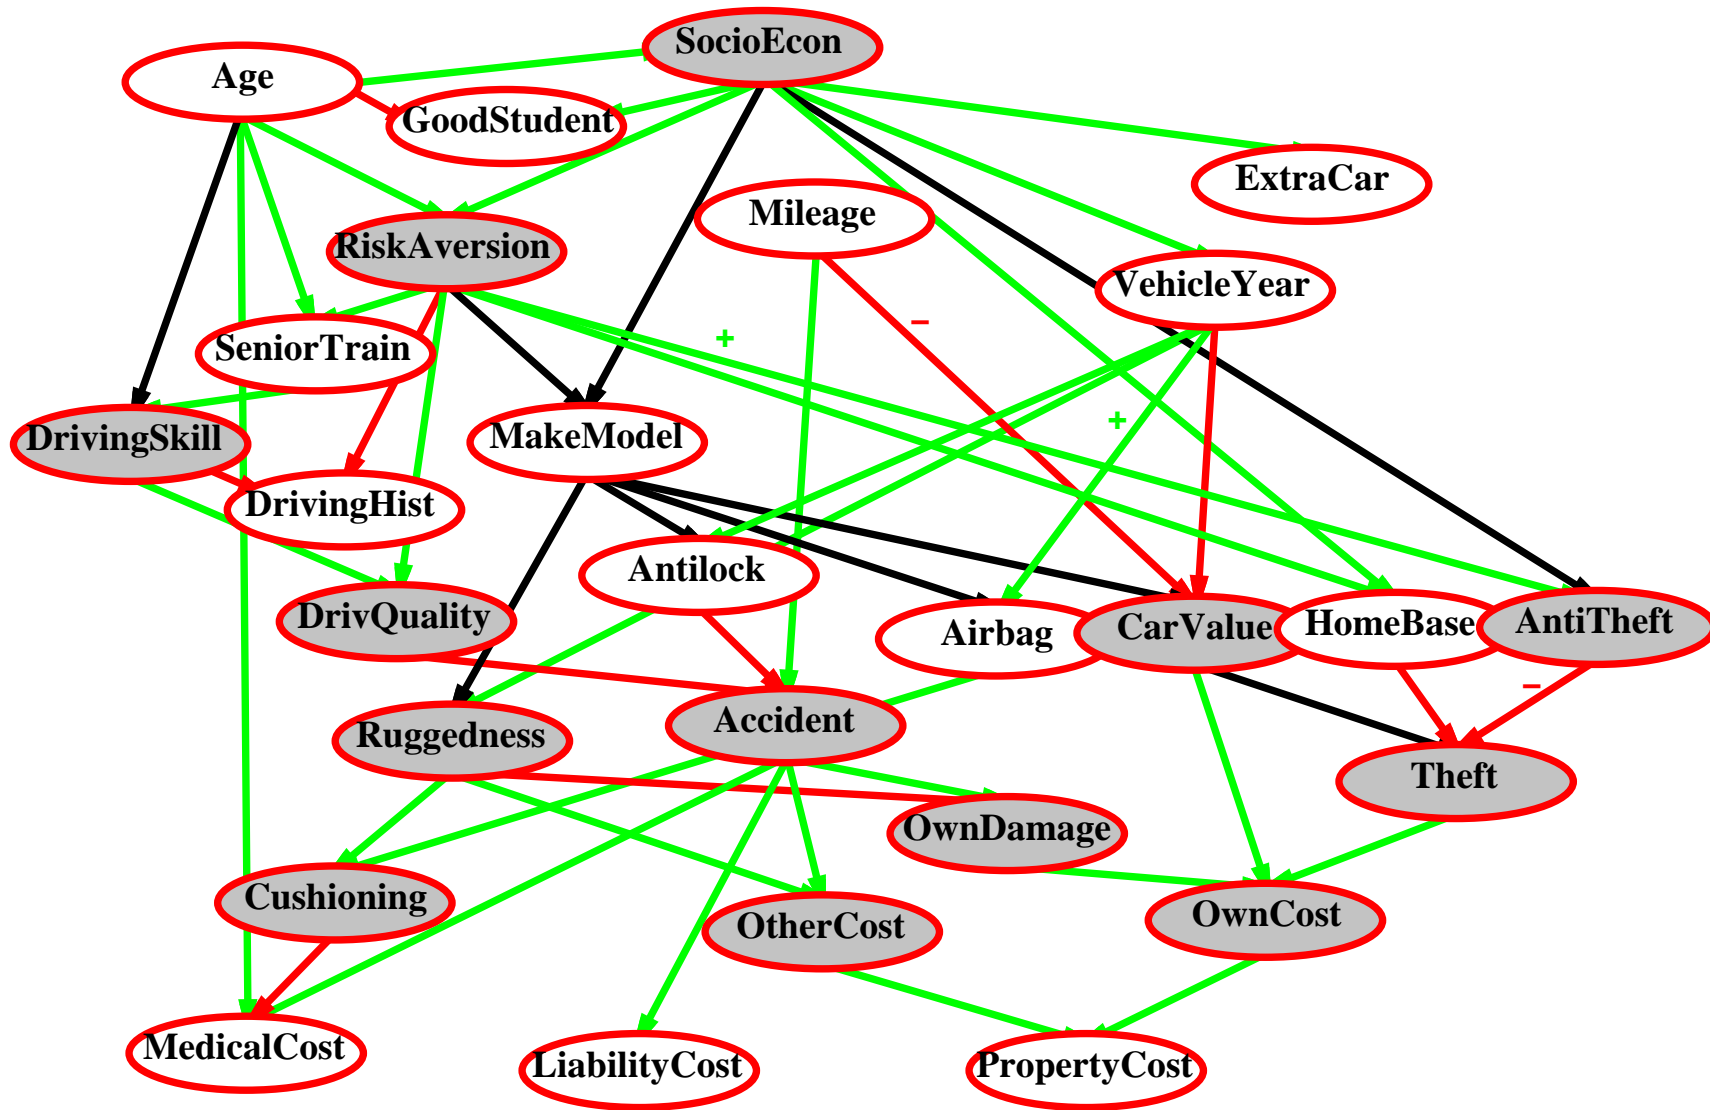 SocioEcon
Age
GoodStudent
ExtraCar
Mileage
RiskAversion
VehicleYear
−
+
SeniorTrain
+
DrivingSkill
MakeModel
DrivingHist
Antilock
DrivQuality
Airbag
CarValue
HomeBase
AntiTheft
−
Accident
Ruggedness
Theft
OwnDamage
Cushioning
OtherCost
OwnCost
MedicalCost
LiabilityCost
PropertyCost